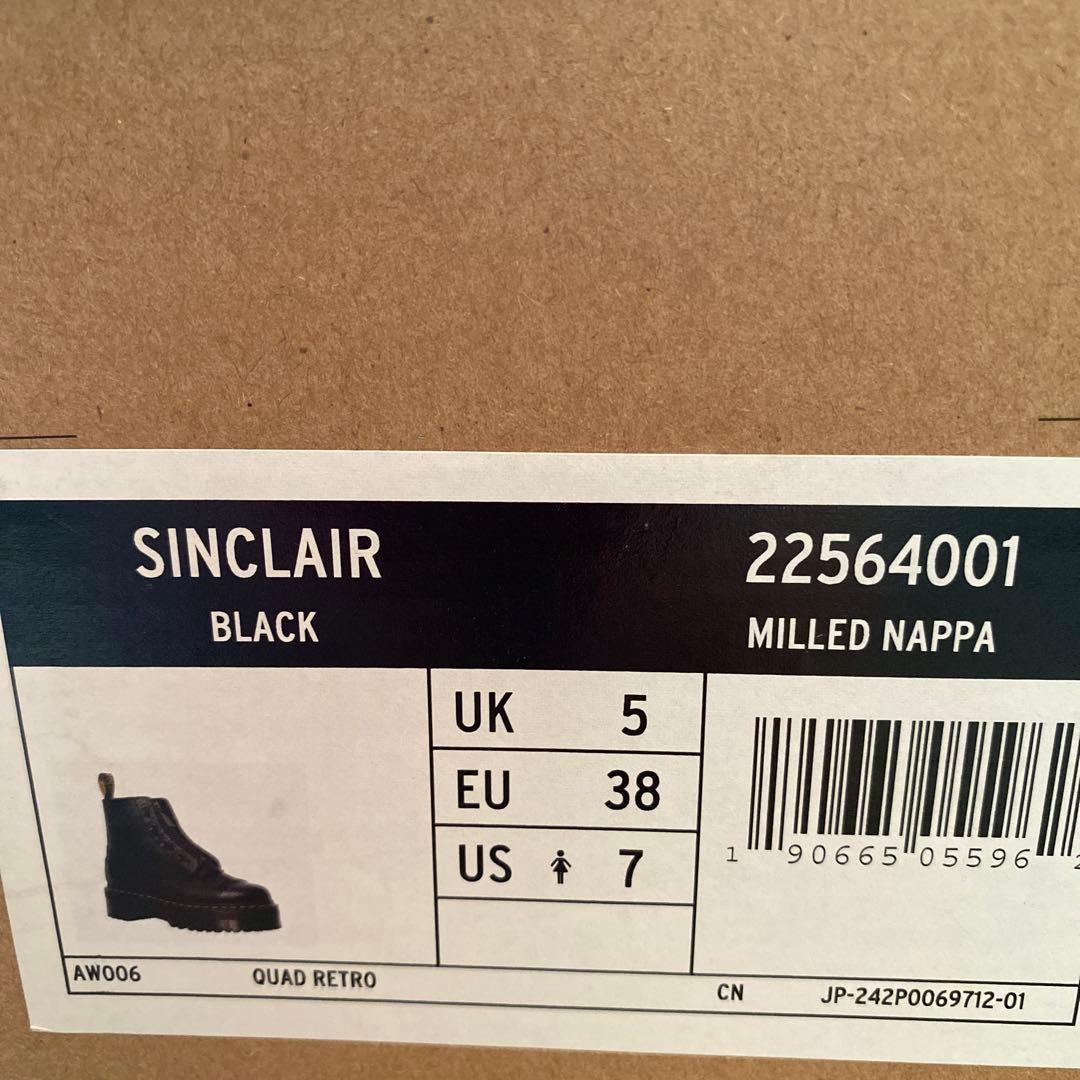 SINCLAIR 22564001
BLACK MILLED NAPPA
UK 5
EU 38
US 7
1 90665 05596
AW006 QUAD RETRO CN JP-242P0069712-01